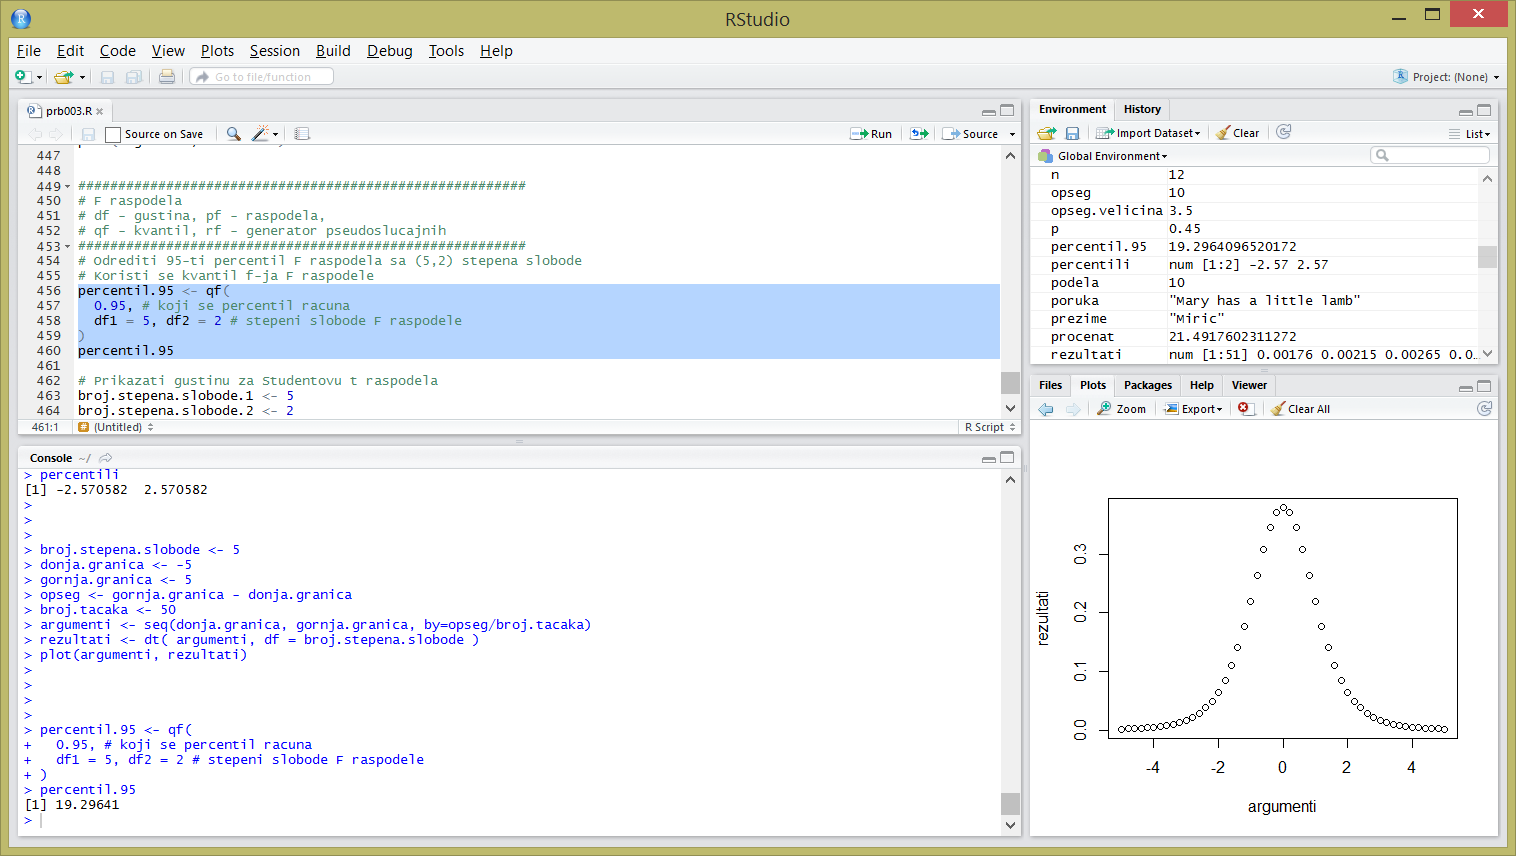 RStudio
File Edit Code View Plots Session Build Debug Tools Help
Go to file/function
Project: (None)
prb003.R
Source on Save
Run
Source
447
448
449 ########################################################
450 # F raspodela
451 # df - gustina, pf - raspodela,
452 # qf - kvantil, rf - generator pseudoslucajnih
453 ########################################################
454 # Odrediti 95-ti percentil F raspodela sa (5,2) stepena slobode
455 # Koristi se kvantil f-ja F raspodele
456 percentil.95 <- qf(
457   0.95, # koji se percentil racuna
458   df1 = 5, df2 = 2 # stepeni slobode F raspodele
459 )
460 percentil.95
461
462 # Prikazati gustinu za Studentovu t raspodela
463 broj.stepena.slobode.1 <- 5
464 broj.stepena.slobode.2 <- 2
461:1 # (Untitled) R Script
Console ~/
> percentili
[1] -2.570582  2.570582
>
>
>
> broj.stepena.slobode <- 5
> donja.granica <- -5
> gornja.granica <- 5
> opseg <- gornja.granica - donja.granica
> broj.tacaka <- 50
> argumenti <- seq(donja.granica, gornja.granica, by=opseg/broj.tacaka)
> rezultati <- dt( argumenti, df = broj.stepena.slobode )
> plot(argumenti, rezultati)
>
>
>
>
> percentil.95 <- qf(
+   0.95, # koji se percentil racuna
+   df1 = 5, df2 = 2 # stepeni slobode F raspodele
+ )
> percentil.95
[1] 19.29641
>
Environment History
Import Dataset Clear List
Global Environment
n 12
opseg 10
opseg.velicina 3.5
p 0.45
percentil.95 19.2964096520172
percentili num [1:2] -2.57 2.57
podela 10
poruka "Mary has a little lamb"
prezime "Miric"
procenat 21.4917602311272
rezultati num [1:51] 0.00176 0.00215 0.00265 0.0...
Files Plots Packages Help Viewer
Zoom Export Clear All
rezultati
0.3
0.2
0.1
0.0
-4 -2 0 2 4
argumenti